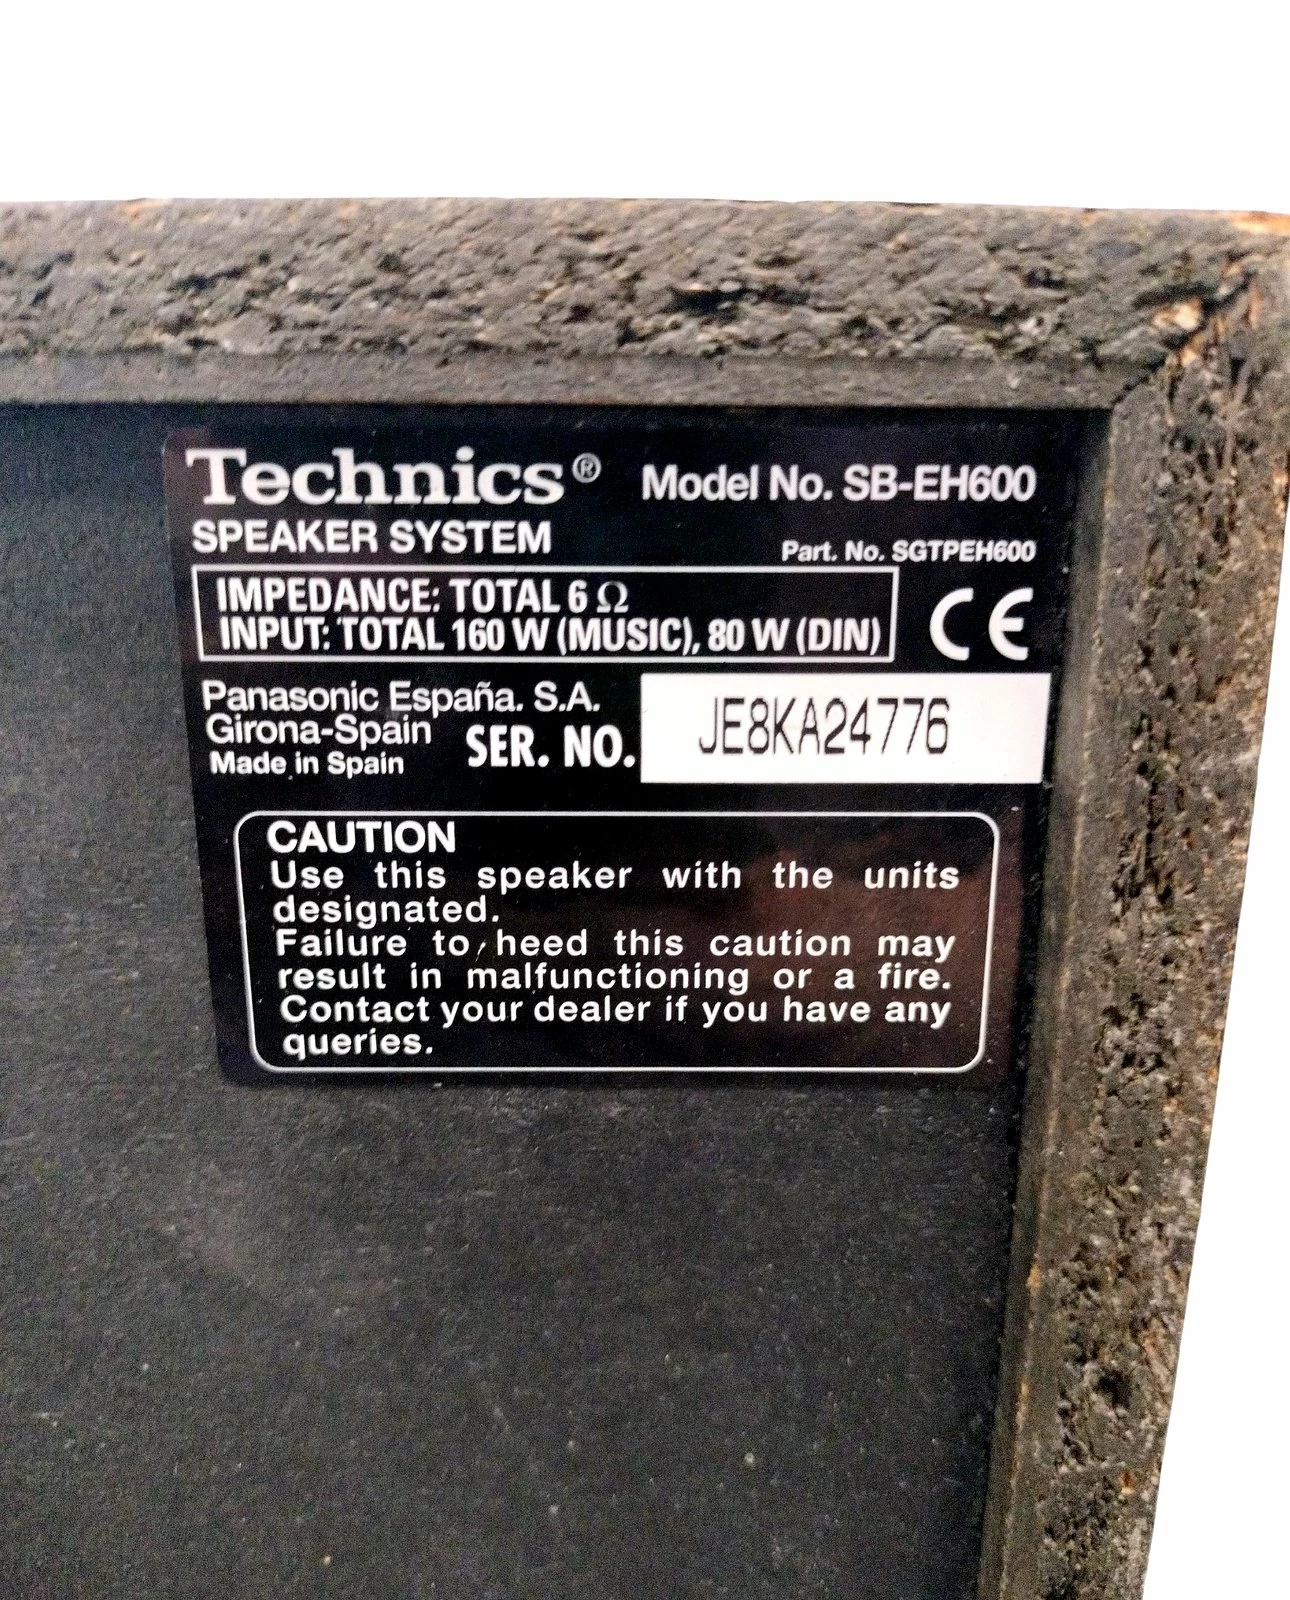 Technics® Model No. SB-EH600
SPEAKER SYSTEM
Part. No. SGTPEH600
IMPEDANCE: TOTAL 6 Ω
INPUT: TOTAL 160 W (MUSIC), 80 W (DIN)
CE
Panasonic España. S.A.
Girona-Spain
Made in Spain
SER. NO. JE8KA24776
CAUTION
Use this speaker with the units
designated.
Failure to heed this caution may
result in malfunctioning or a fire.
Contact your dealer if you have any
queries.